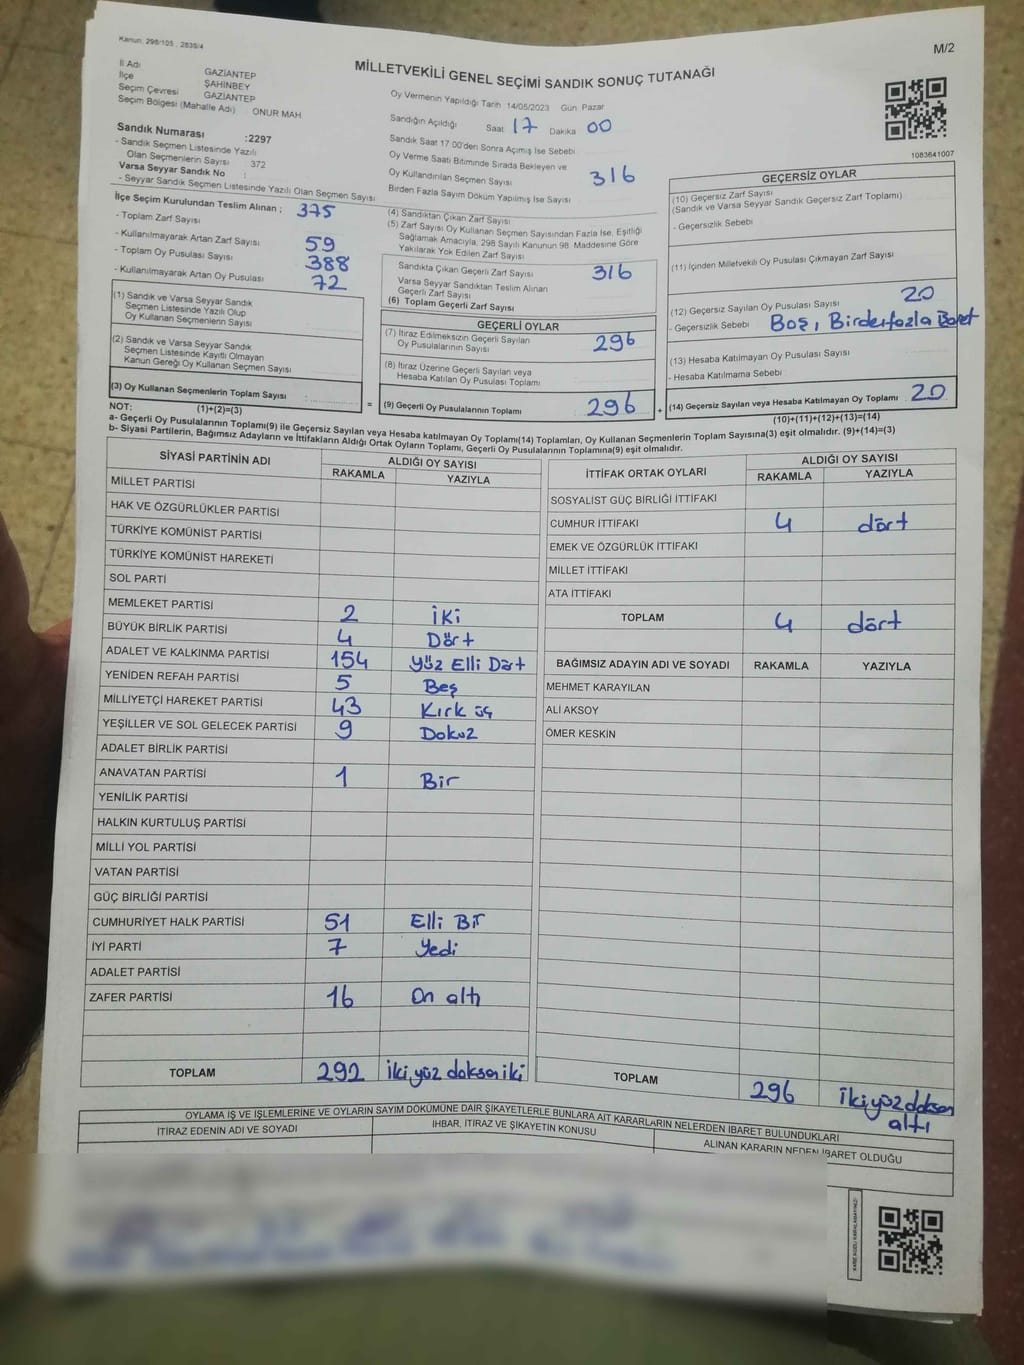 Kanun: 298/105 , 2839/4
M/2
MİLLETVEKİLİ GENEL SEÇİMİ SANDIK SONUÇ TUTANAĞI
İl Adı GAZİANTEP
İlçe ŞAHİNBEY
Seçim Çevresi GAZİANTEP
Seçim Bölgesi (Mahalle Adı) ONUR MAH
Sandık Numarası :2297
- Sandık Seçmen Listesinde Yazılı
Olan Seçmenlerin Sayısı 372
Varsa Seyyar Sandık No :
- Seyyar Sandık Seçmen Listesinde Yazılı Olan Seçmen Sayısı
Oy Vermenin Yapıldığı Tarih 14/05/2023 Gün Pazar
Sandığın Açıldığı Saat 17 Dakika 00
Sandık Saat 17.00'den Sonra Açılmış İse Sebebi
Oy Verme Saati Bitiminde Sırada Bekleyen ve
Oy Kullandırılan Seçmen Sayısı 316
Birden Fazla Sayım Döküm Yapılmış İse Sayısı
1083641007
İlçe Seçim Kurulundan Teslim Alınan ; 375
- Toplam Zarf Sayısı
- Kullanılmayarak Artan Zarf Sayısı 59
- Toplam Oy Pusulası Sayısı 388
- Kullanılmayarak Artan Oy Pusulası 72
(1) Sandık ve Varsa Seyyar Sandık
Seçmen Listesinde Yazılı Olup
Oy Kullanan Seçmenlerin Sayısı
(2) Sandık ve Varsa Seyyar Sandık
Seçmen Listesinde Kayıtlı Olmayan
Kanun Gereği Oy Kullanan Seçmen Sayısı
(3) Oy Kullanan Seçmenlerin Toplam Sayısı
(1)+(2)=(3)
(4) Sandıktan Çıkan Zarf Sayısı
(5) Zarf Sayısı Oy Kullanan Seçmen Sayısından Fazla İse, Eşitliği
Sağlamak Amacıyla, 298 Sayılı Kanunun 98. Maddesine Göre
Yakılarak Yok Edilen Zarf Sayısı
Sandıkta Çıkan Geçerli Zarf Sayısı 316
Varsa Seyyar Sandıktan Teslim Alınan
Geçerli Zarf Sayısı
(6) Toplam Geçerli Zarf Sayısı
GEÇERLİ OYLAR
(7) İtiraz Edilmeksizin Geçerli Sayılan
Oy Pusulalarının Sayısı 296
(8) İtiraz Üzerine Geçerli Sayılan veya
Hesaba Katılan Oy Pusulası Toplamı
= (9) Geçerli Oy Pusulalarının Toplamı 296
GEÇERSİZ OYLAR
(10) Geçersiz Zarf Sayısı
(Sandık ve Varsa Seyyar Sandık Geçersiz Zarf Toplamı)
- Geçersizlik Sebebi
(11) İçinden Milletvekili Oy Pusulası Çıkmayan Zarf Sayısı
(12) Geçersiz Sayılan Oy Pusulası Sayısı 20
- Geçersizlik Sebebi Boş, Birden fazla
(13) Hesaba Katılmayan Oy Pusulası Sayısı
- Hesaba Katılmama Sebebi
+ (14) Geçersiz Sayılan veya Hesaba Katılmayan Oy Toplamı 20
(10)+(11)+(12)+(13)=(14)
NOT:
a- Geçerli Oy Pusulalarının Toplamı(9) ile Geçersiz Sayılan veya Hesaba katılmayan Oy Toplamı(14) Toplamları, Oy Kullanan Seçmenlerin Toplam Sayısına(3) eşit olmalıdır. (9)+(14)=(3)
b- Siyasi Partilerin, Bağımsız Adayların ve İttifakların Aldığı Ortak Oyların Toplamı, Geçerli Oy Pusulalarının Toplamına(9) eşit olmalıdır.
SİYASİ PARTİNİN ADI ALDIĞI OY SAYISI
RAKAMLA YAZIYLA
MİLLET PARTİSİ
HAK VE ÖZGÜRLÜKLER PARTİSİ
TÜRKİYE KOMÜNİST PARTİSİ
TÜRKİYE KOMÜNİST HAREKETİ
SOL PARTİ
MEMLEKET PARTİSİ 2 İki
BÜYÜK BİRLİK PARTİSİ 4 Dört
ADALET VE KALKINMA PARTİSİ 154 Yüz Elli Dört
YENİDEN REFAH PARTİSİ 5 Beş
MİLLİYETÇİ HAREKET PARTİSİ 43 Kırk üç
YEŞİLLER VE SOL GELECEK PARTİSİ 9 Dokuz
ADALET BİRLİK PARTİSİ
ANAVATAN PARTİSİ 1 Bir
YENİLİK PARTİSİ
HALKIN KURTULUŞ PARTİSİ
MİLLİ YOL PARTİSİ
VATAN PARTİSİ
GÜÇ BİRLİĞİ PARTİSİ
CUMHURİYET HALK PARTİSİ 51 Elli Bir
İYİ PARTİ 7 Yedi
ADALET PARTİSİ
ZAFER PARTİSİ 16 On altı
TOPLAM 292 İki yüz doksan iki
İTTİFAK ORTAK OYLARI ALDIĞI OY SAYISI
RAKAMLA YAZIYLA
SOSYALİST GÜÇ BİRLİĞİ İTTİFAKI
CUMHUR İTTİFAKI 4 dört
EMEK VE ÖZGÜRLÜK İTTİFAKI
MİLLET İTTİFAKI
ATA İTTİFAKI
TOPLAM 4 dört
BAĞIMSIZ ADAYIN ADI VE SOYADI RAKAMLA YAZIYLA
MEHMET KARAYILAN
ALİ AKSOY
ÖMER KESKİN
TOPLAM 296 İki yüz doksan
altı
OYLAMA İŞ VE İŞLEMLERİNE VE OYLARIN SAYIM DÖKÜMÜNE DAİR ŞİKAYETLERLE BUNLARA AİT KARARLARIN NELERDEN İBARET BULUNDUKLARI
İTİRAZ EDENİN ADI VE SOYADI İHBAR, İTİRAZ VE ŞİKAYETİN KONUSU ALINAN KARARIN NEDEN İBARET OLDUĞU